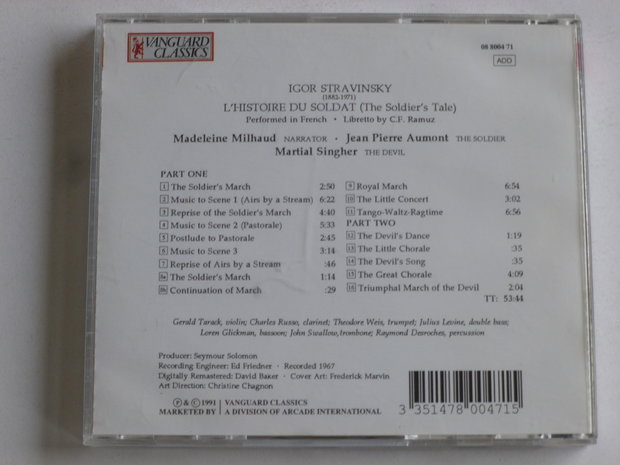 VANGUARD
CLASSICS
08 8004 71
ADD
IGOR STRAVINSKY
(1882-1971)
L'HISTOIRE DU SOLDAT (The Soldier's Tale)
Performed in French • Libretto by C.F. Ramuz
Madeleine Milhaud NARRATOR • Jean Pierre Aumont THE SOLDIER
Martial Singher THE DEVIL
PART ONE
1 The Soldier's March 2:50
2 Music to Scene 1 (Airs by a Stream) 6:22
3 Reprise of the Soldier's March 4:40
4 Music to Scene 2 (Pastorale) 5:33
5 Postlude to Pastorale 2:45
6 Music to Scene 3 5:14
7 Reprise of Airs by a Stream :46
8a The Soldier's March 1:14
8b Continuation of March :29
9 Royal March 6:54
10 The Little Concert 3:02
11 Tango-Waltz-Ragtime 6:56
PART TWO
12 The Devil's Dance 1:19
13 The Little Chorale :35
14 The Devil's Song :35
15 The Great Chorale 4:09
16 Triumphal March of the Devil 2:04
TT: 53:44
Gerald Tarack, violin; Charles Russo, clarinet; Theodore Weis, trumpet; Julius Levine, double bass;
Loren Glickman, bassoon; John Swallow, trombone; Raymond Desroches, percussion
Producer: Seymour Solomon
Recording Engineer: Ed Friedner • Recorded 1967
Digitally Remastered: David Baker • Cover Art: Frederick Marvin
Art Direction: Christine Chagnon
℗ & © 1991 VANGUARD CLASSICS
MARKETED BY A DIVISION OF ARCADE INTERNATIONAL
3 351478 004715